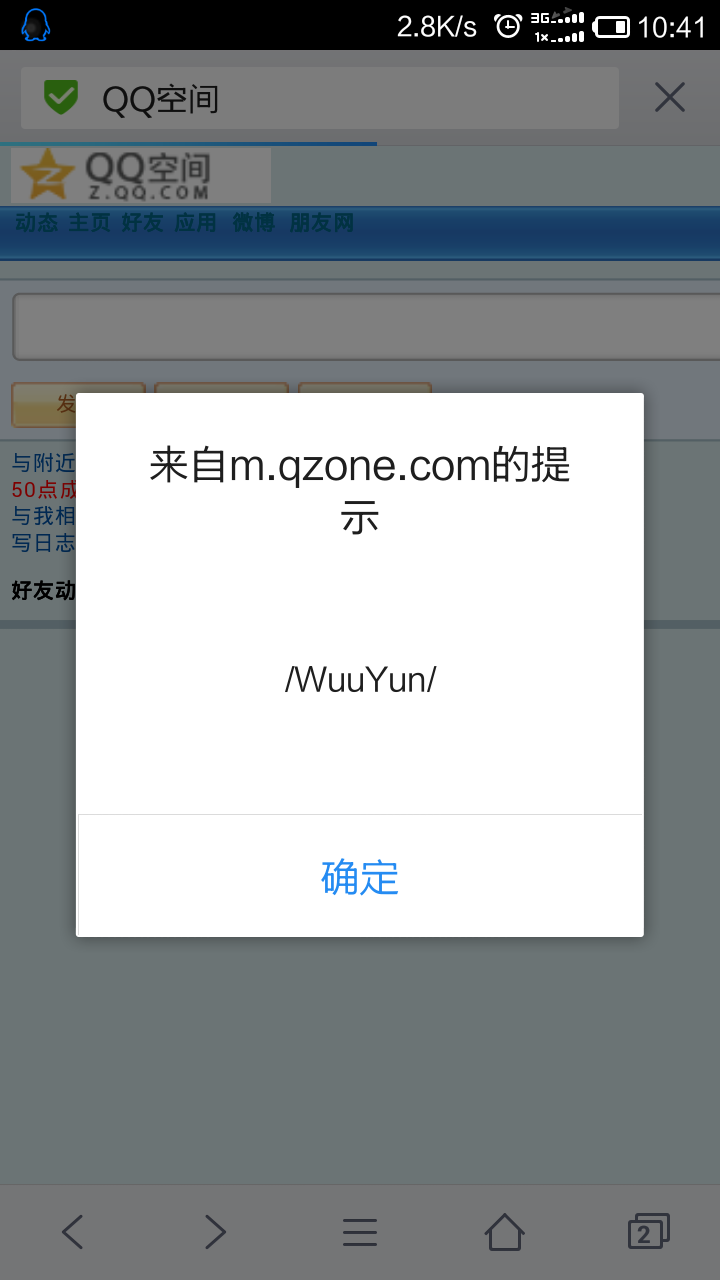 2.8K/s 3G 1× 10:41
QQ空间
QQ空间
Z.QQ.COM
动态 主页 好友 应用 微博 朋友网
发
与附近
50点成
与我相
写日志
好友动
来自m.qzone.com的提
示
/WuuYun/
确定
2